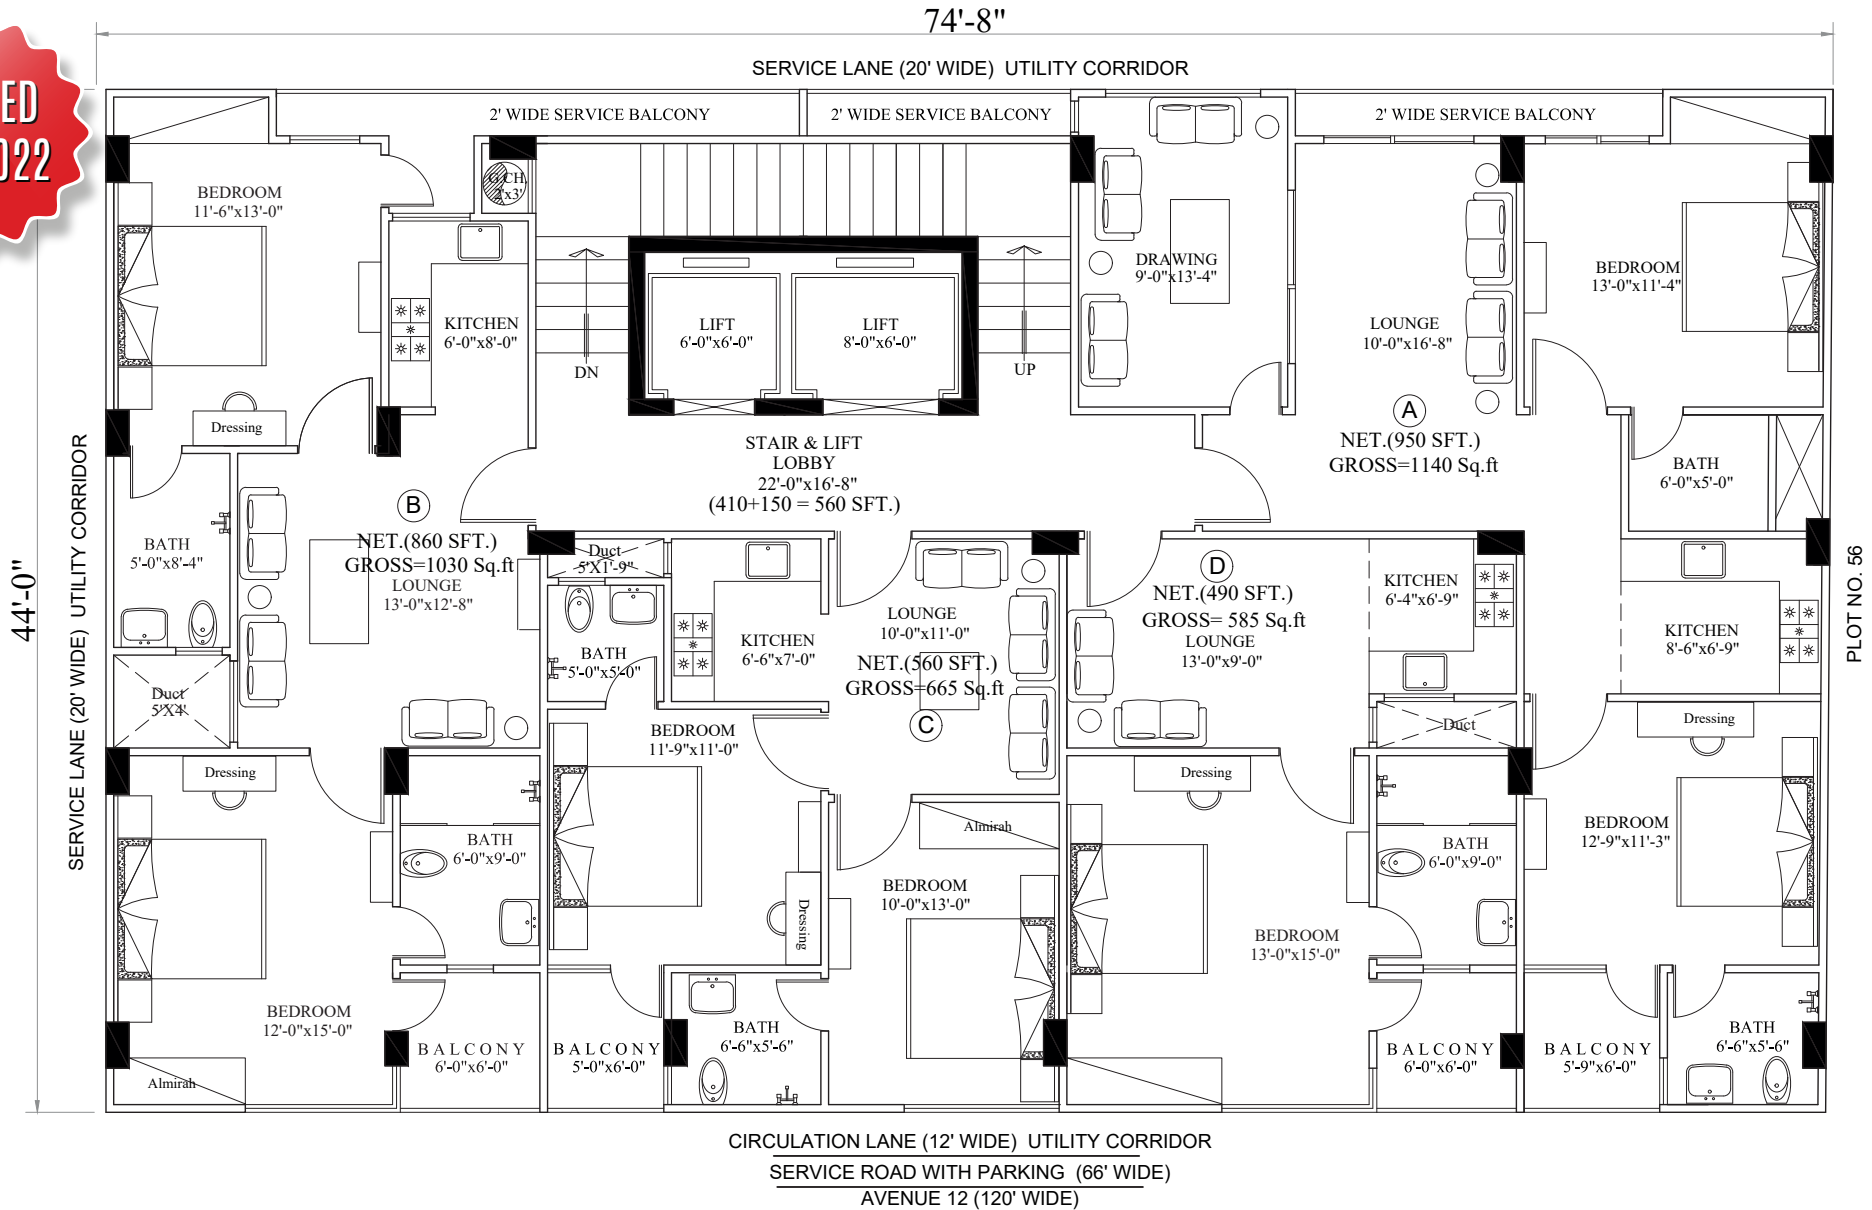 74'-8"
SERVICE LANE (20' WIDE) UTILITY CORRIDOR
2' WIDE SERVICE BALCONY
2' WIDE SERVICE BALCONY
2' WIDE SERVICE BALCONY
G.CH.
2'x3'
BEDROOM
11'-6"x13'-0"
KITCHEN
6'-0"x8'-0"
DN
LIFT
6'-0"x6'-0"
LIFT
8'-0"x6'-0"
UP
DRAWING
9'-0"x13'-4"
LOUNGE
10'-0"x16'-8"
BEDROOM
13'-0"x11'-4"
Dressing
STAIR & LIFT
LOBBY
22'-0"x16'-8"
(410+150 = 560 SFT.)
A
NET.(950 SFT.)
GROSS=1140 Sq.ft
BATH
6'-0"x5'-0"
B
NET.(860 SFT.)
GROSS=1030 Sq.ft
LOUNGE
13'-0"x12'-8"
BATH
5'-0"x8'-4"
Duct
5'X4'
Duct
5'X1'-9"
BATH
5'-0"x5'-0"
KITCHEN
6'-6"x7'-0"
LOUNGE
10'-0"x11'-0"
NET.(560 SFT.)
GROSS=665 Sq.ft
C
D
NET.(490 SFT.)
GROSS= 585 Sq.ft
LOUNGE
13'-0"x9'-0"
KITCHEN
6'-4"x6'-9"
Duct
KITCHEN
8'-6"x6'-9"
Dressing
BEDROOM
12'-9"x11'-3"
Dressing
BATH
6'-0"x9'-0"
BEDROOM
11'-9"x11'-0"
Dressing
Almirah
BEDROOM
10'-0"x13'-0"
Dressing
BATH
6'-0"x9'-0"
BEDROOM
13'-0"x15'-0"
BEDROOM
12'-0"x15'-0"
Almirah
BALCONY
6'-0"x6'-0"
BALCONY
5'-0"x6'-0"
BATH
6'-6"x5'-6"
BALCONY
6'-0"x6'-0"
BALCONY
5'-9"x6'-0"
BATH
6'-6"x5'-6"
44'-0"
SERVICE LANE (20' WIDE) UTILITY CORRIDOR
PLOT NO. 56
CIRCULATION LANE (12' WIDE) UTILITY CORRIDOR
SERVICE ROAD WITH PARKING (66' WIDE)
AVENUE 12 (120' WIDE)